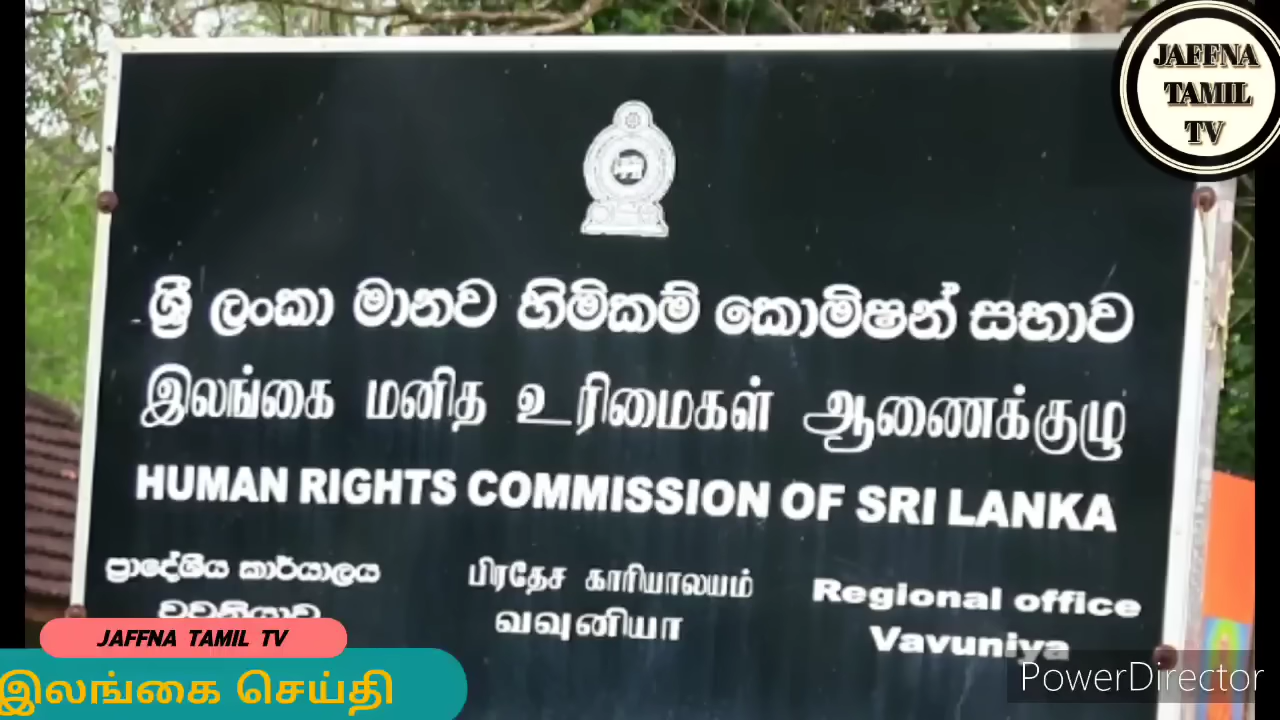 JAFFNA
TAMIL
TV
ශ්‍රී ලංකා මානව හිමිකම් කොමිෂන් සභාව
இலங்கை மனித உரிமைகள் ஆணைக்குழு
HUMAN RIGHTS COMMISSION OF SRI LANKA
ප්‍රාදේශීය කාර්යාලය
වවුනියාව
பிரதேச காரியாலயம்
வவுனியா
Regional office
Vavuniya
JAFFNA TAMIL TV
இலங்கை செய்தி
PowerDirector